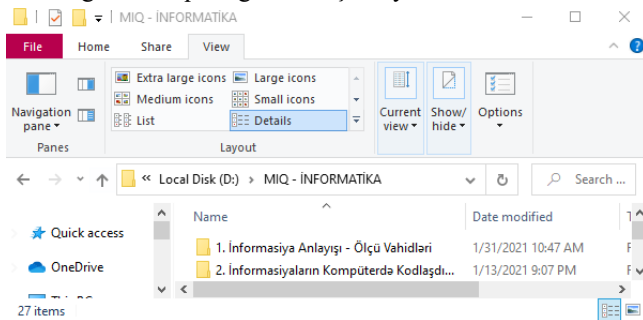 MIQ - İNFORMATİKA
File Home Share View
Extra large icons Large icons
Medium icons Small icons
List Details
Navigation pane
Current view
Show/ hide
Options
Panes Layout
« Local Disk (D:) › MIQ - İNFORMATİKA Search ...
Name Date modified
Quick access
1. İnformasiya Anlayışı - Ölçü Vahidləri 1/31/2021 10:47 AM
OneDrive
2. İnformasiyaların Kompüterdə Kodlaşdı... 1/13/2021 9:07 PM
27 items